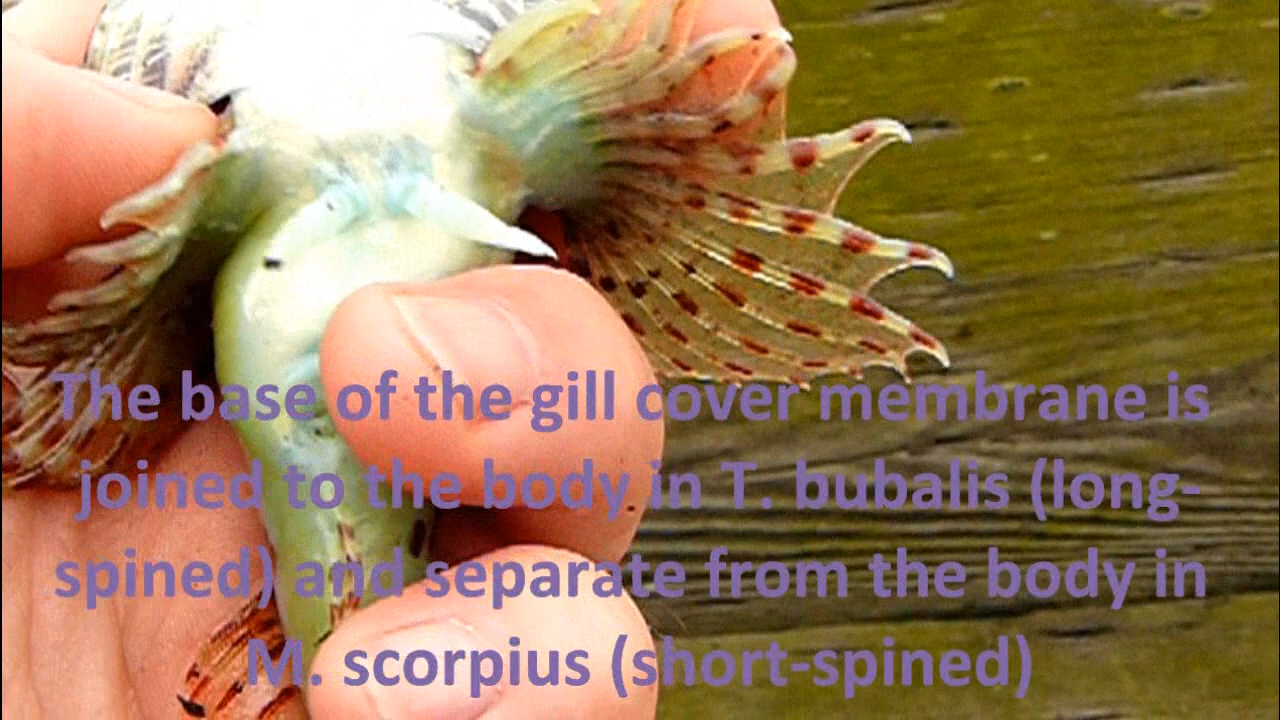 The base of the gill cover membrane is
joined to the body in T. bubalis (long-
spined) and separate from the body in
M. scorpius (short-spined)